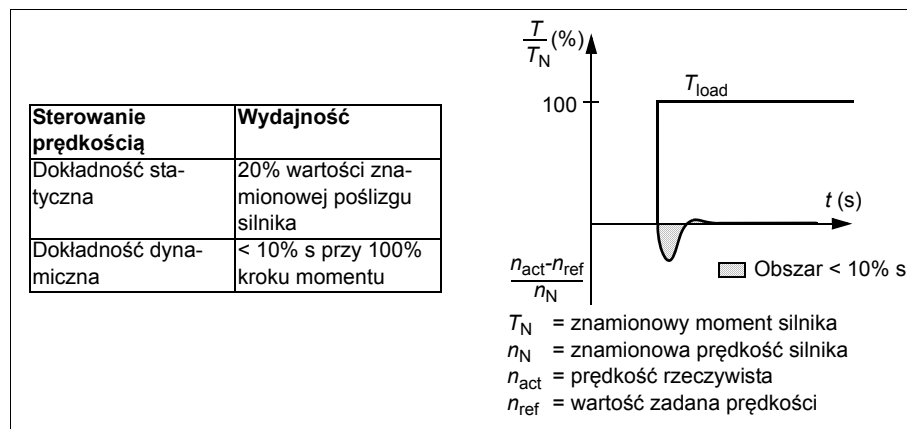 Sterowanie
prędkością
Wydajność
Dokładność sta-
tyczna
20% wartości zna-
mionowej poślizgu
silnika
Dokładność dyna-
miczna
< 10% s przy 100%
kroku momentu
T/T_N (%)
T_load
100
t (s)
n_act-n_ref
n_N
Obszar < 10% s
T_N = znamionowy moment silnika
n_N = znamionowa prędkość silnika
n_act = prędkość rzeczywista
n_ref = wartość zadana prędkości